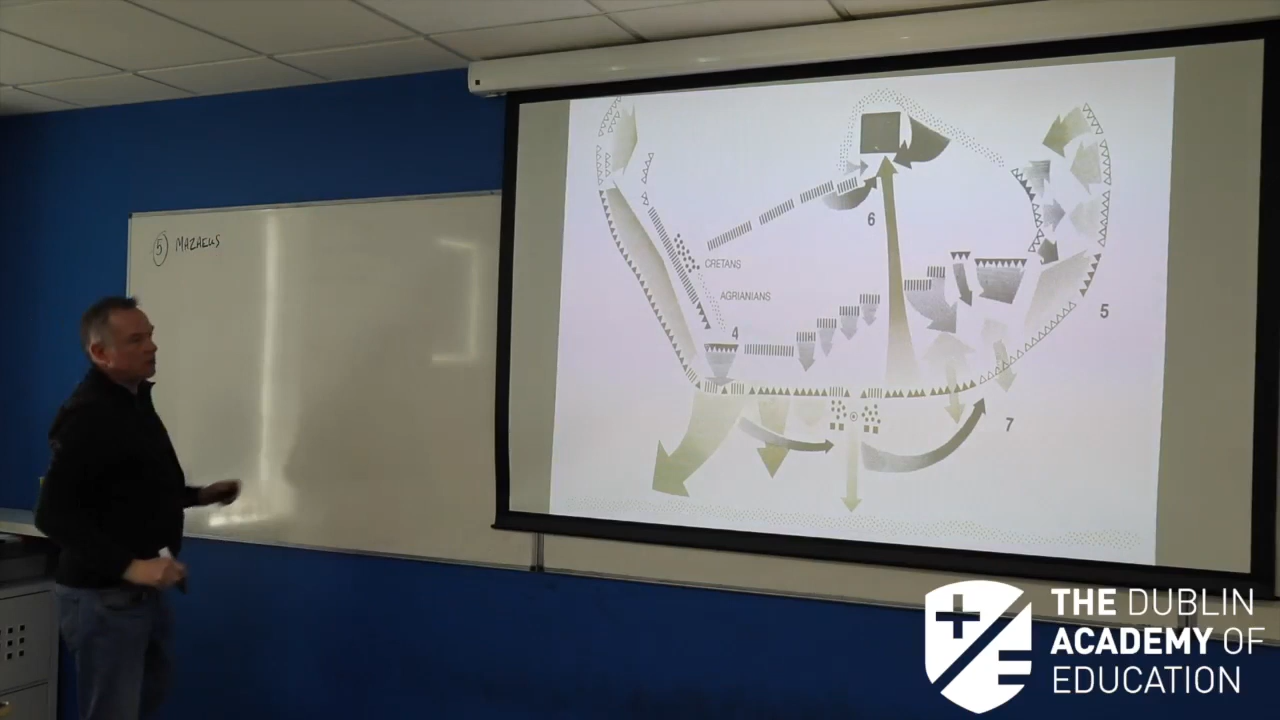 5 MAZAEUS
6
CRETANS
AGRIANIANS
4
5
7
THE DUBLIN
ACADEMY OF
EDUCATION